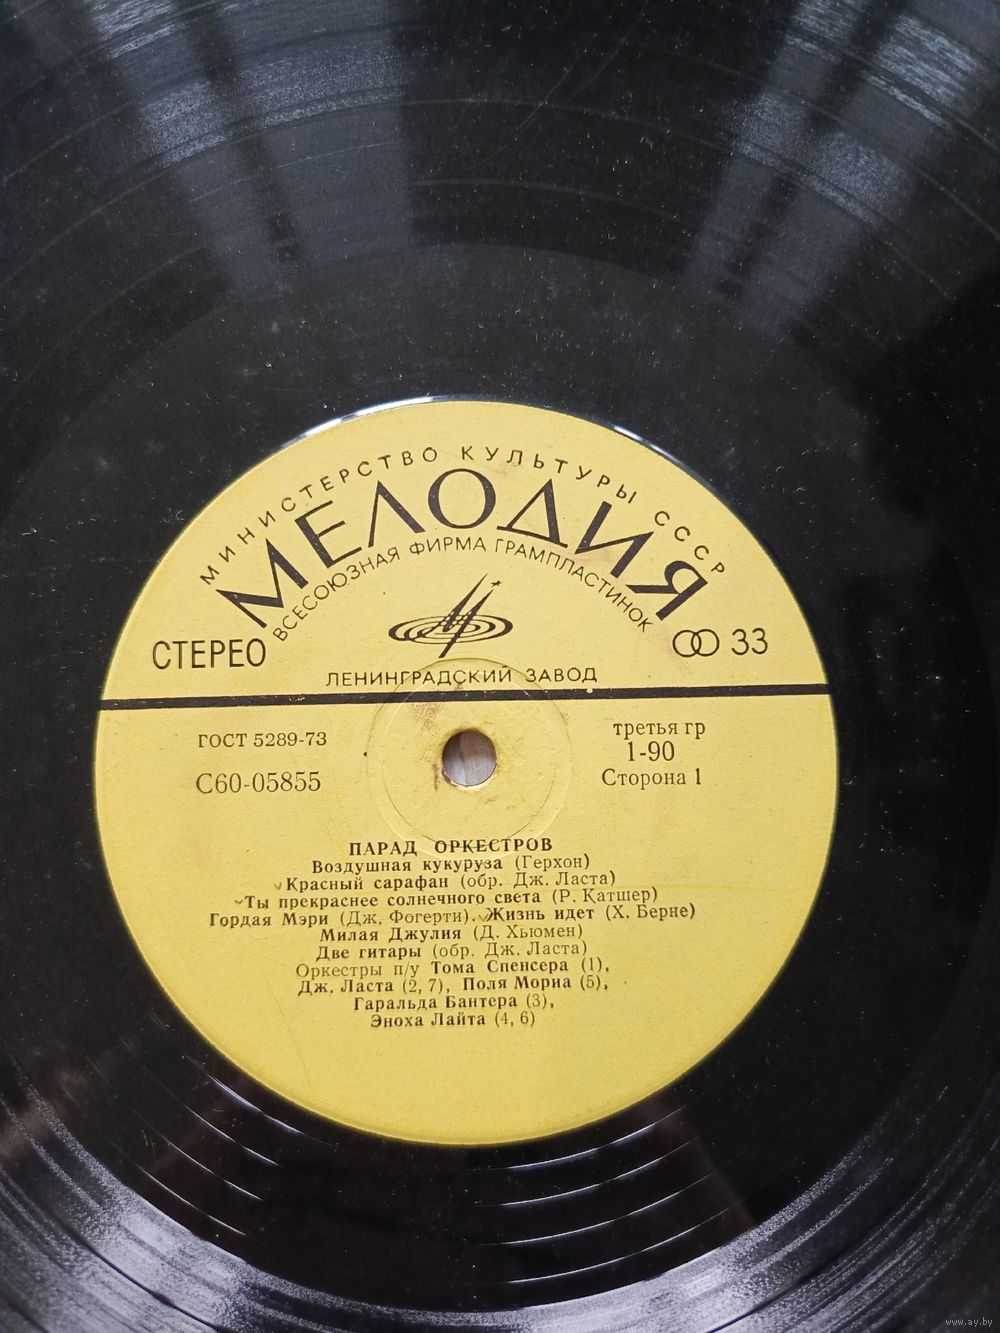 МИНИСТЕРСТВО КУЛЬТУРЫ СССР
МЕЛОДИЯ
ВСЕСОЮЗНАЯ ФИРМА ГРАМПЛАСТИНОК
СТЕРЕО
33
ЛЕНИНГРАДСКИЙ ЗАВОД
ГОСТ 5289-73
третья гр
1-90
С60-05855
Сторона 1
ПАРАД ОРКЕСТРОВ
Воздушная кукуруза (Герхон)
Красный сарафан (обр. Дж. Ласта)
Ты прекраснее солнечного света (Р. Катшер)
Гордая Мэри (Дж. Фогерти). Жизнь идет (Х. Берне)
Милая Джулия (Д. Хьюмен)
Две гитары (обр. Дж. Ласта)
Оркестры п/у Тома Спенсера (1),
Дж. Ласта (2, 7), Поля Мориа (5),
Гаральда Бантера (3),
Эноха Лайта (4, 6)
www.ay.by